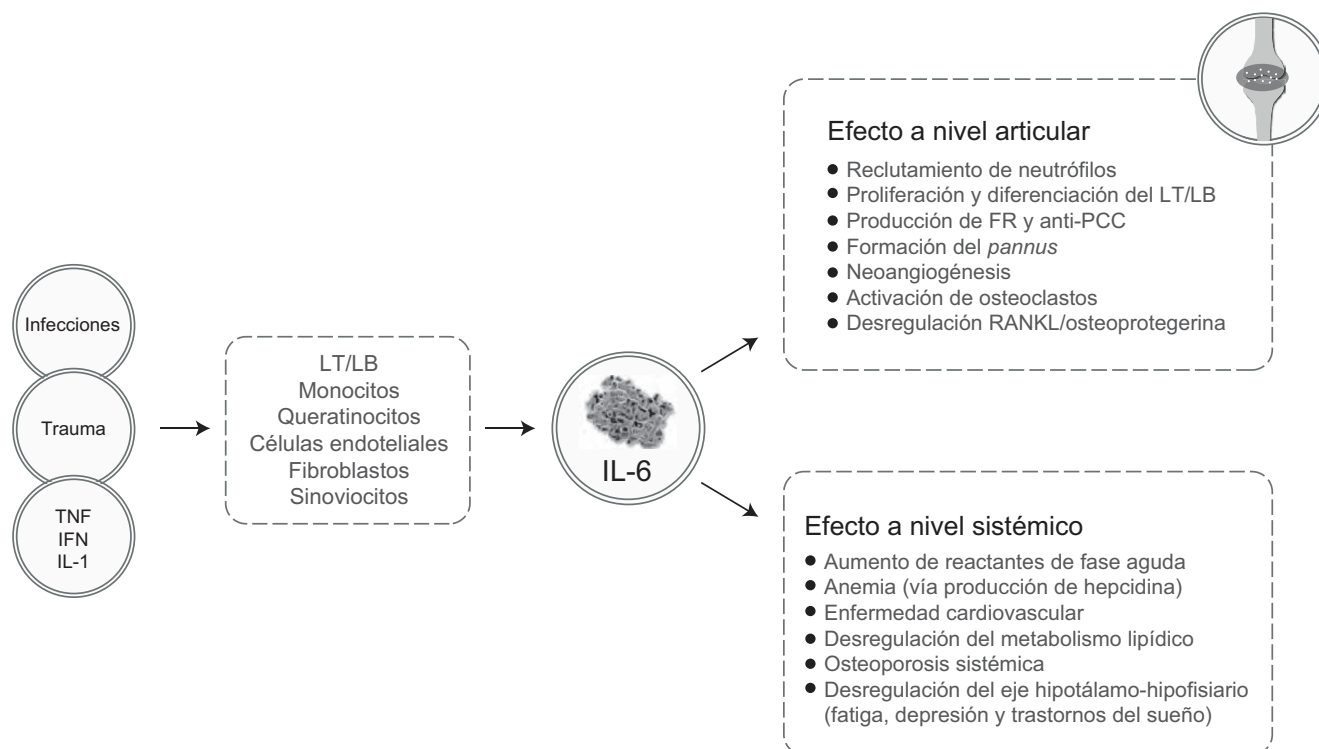 Infecciones
Trauma
TNF
IFN
IL-1
LT/LB
Monocitos
Queratinocitos
Células endoteliales
Fibroblastos
Sinoviocitos
IL-6
Efecto a nivel articular
● Reclutamiento de neutrófilos
● Proliferación y diferenciación del LT/LB
● Producción de FR y anti-PCC
● Formación del pannus
● Neoangiogénesis
● Activación de osteoclastos
● Desregulación RANKL/osteoprotegerina
Efecto a nivel sistémico
● Aumento de reactantes de fase aguda
● Anemia (vía producción de hepcidina)
● Enfermedad cardiovascular
● Desregulación del metabolismo lipídico
● Osteoporosis sistémica
● Desregulación del eje hipotálamo-hipofisiario
(fatiga, depresión y trastornos del sueño)